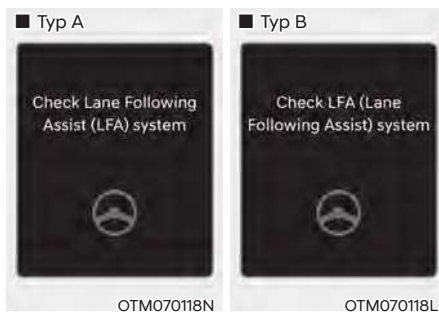 ■ Typ A
Check Lane Following
Assist (LFA) system
OTM070118N
■ Typ B
Check LFA (Lane
Following Assist) system
OTM070118L